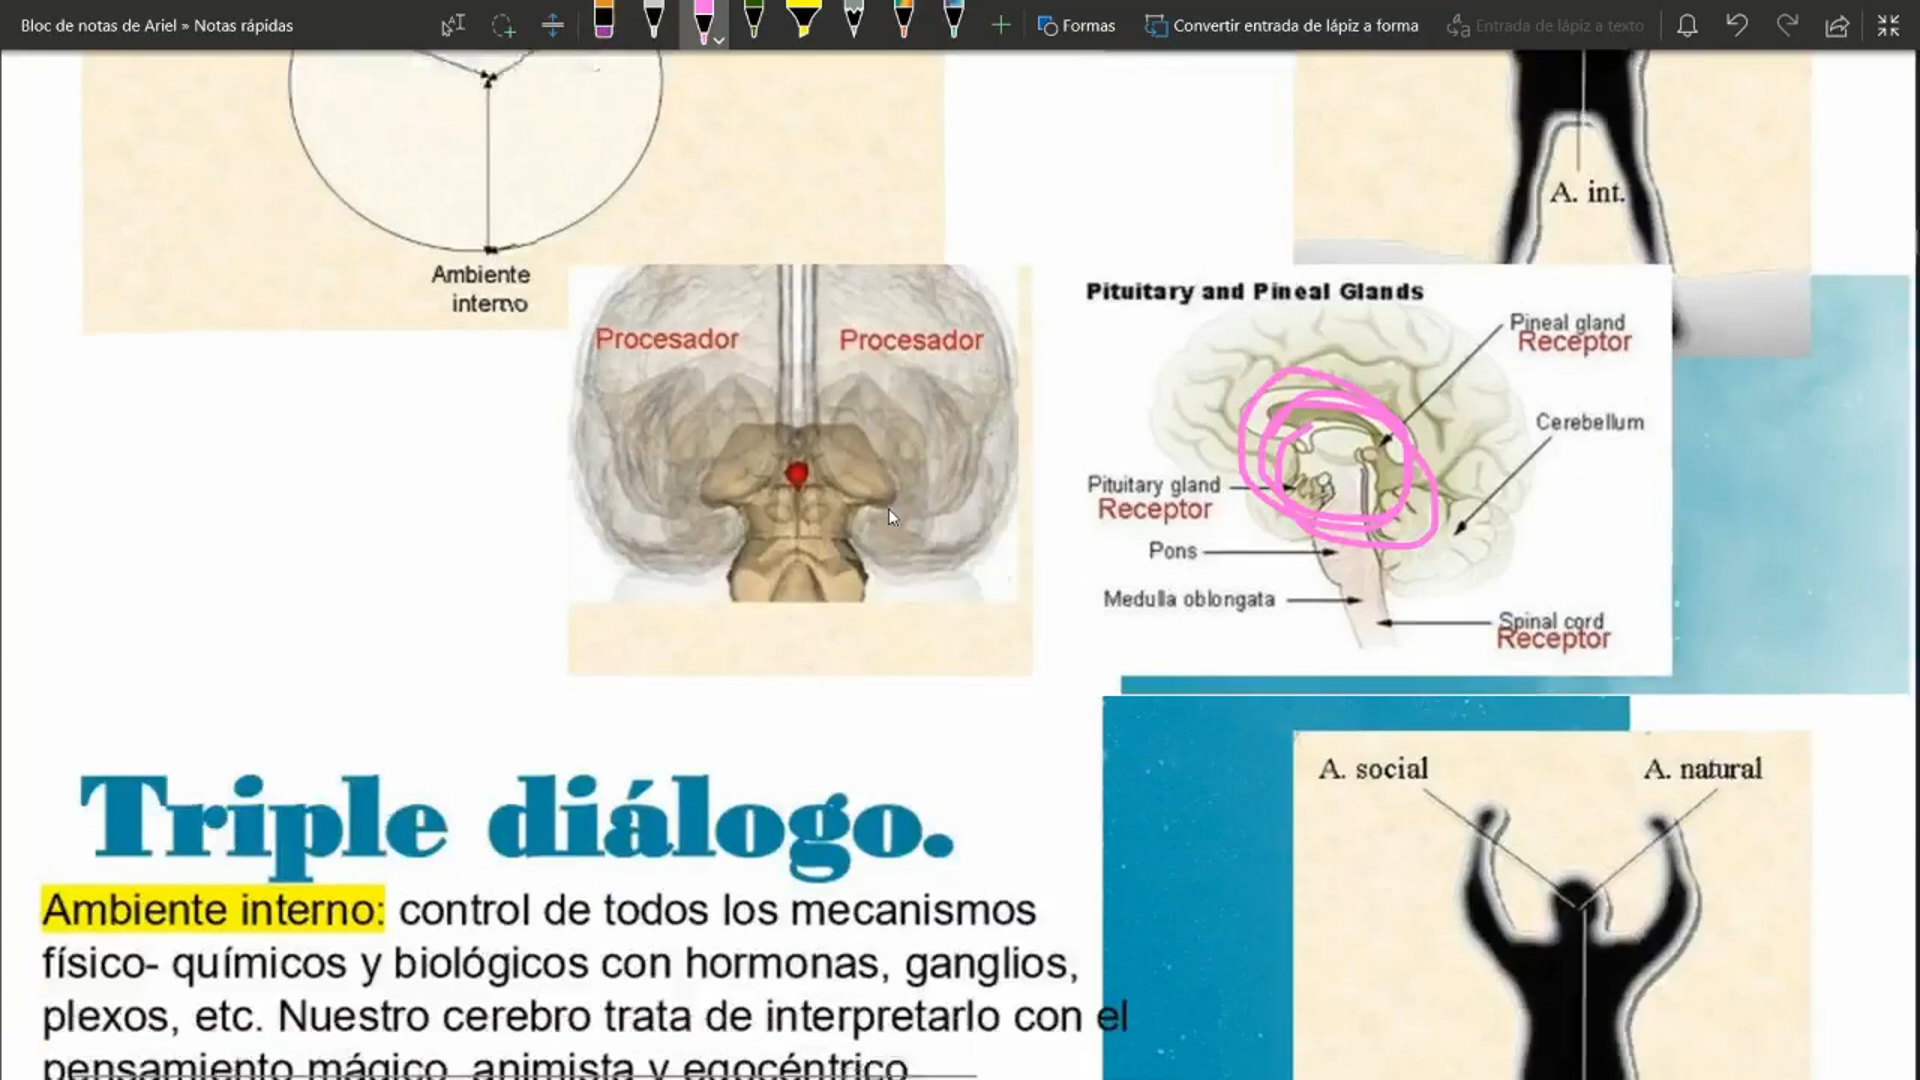 Bloc de notas de Ariel » Notas rápidas
Formas
Convertir entrada de lápiz a forma
Entrada de lápiz a texto
A. int.
Ambiente
interno
Procesador
Procesador
Pituitary and Pineal Glands
Pineal gland
Receptor
Cerebellum
Pituitary gland
Receptor
Pons
Medulla oblongata
Spinal cord
Receptor
Triple diálogo.
A. social
A. natural
Ambiente interno: control de todos los mecanismos
físico- químicos y biológicos con hormonas, ganglios,
plexos, etc. Nuestro cerebro trata de interpretarlo con el
pensamiento mágico, animista y egocéntrico